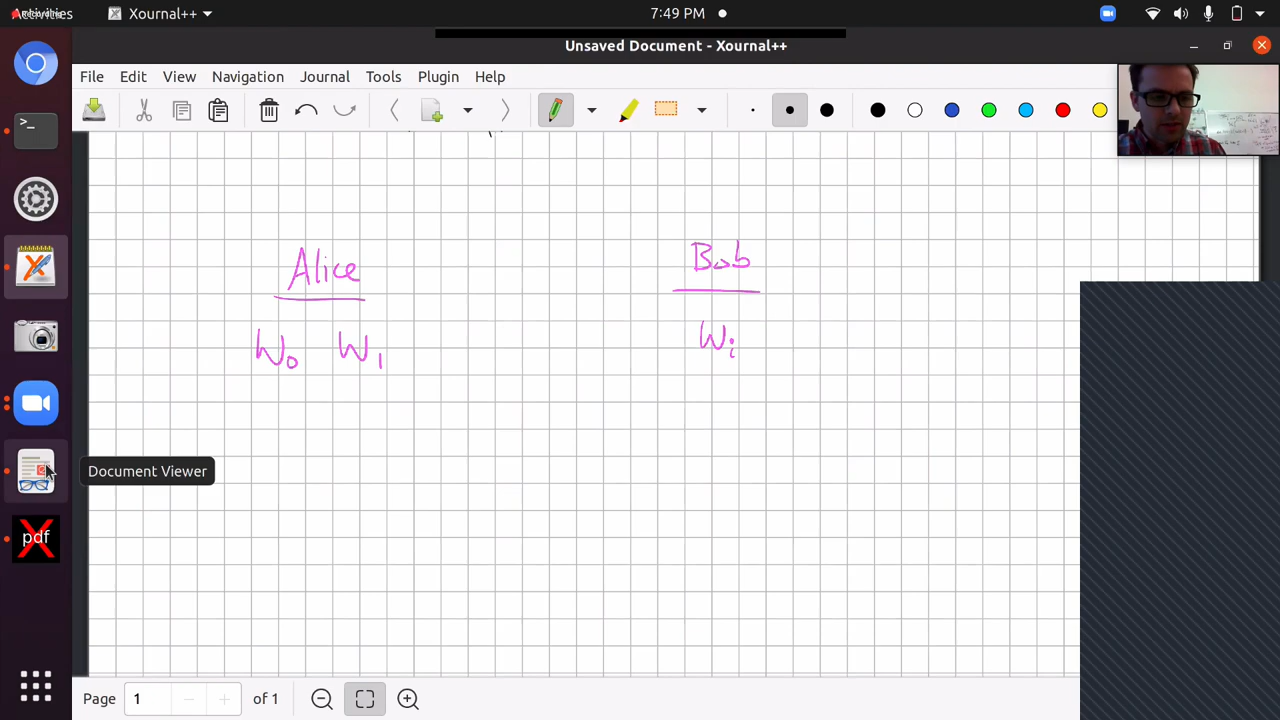 Activities Xournal++ 7:49 PM
Unsaved Document - Xournal++
File Edit View Navigation Journal Tools Plugin Help
Alice Bob
W₀ W₁ Wᵢ
Document Viewer
pdf
Page 1 of 1